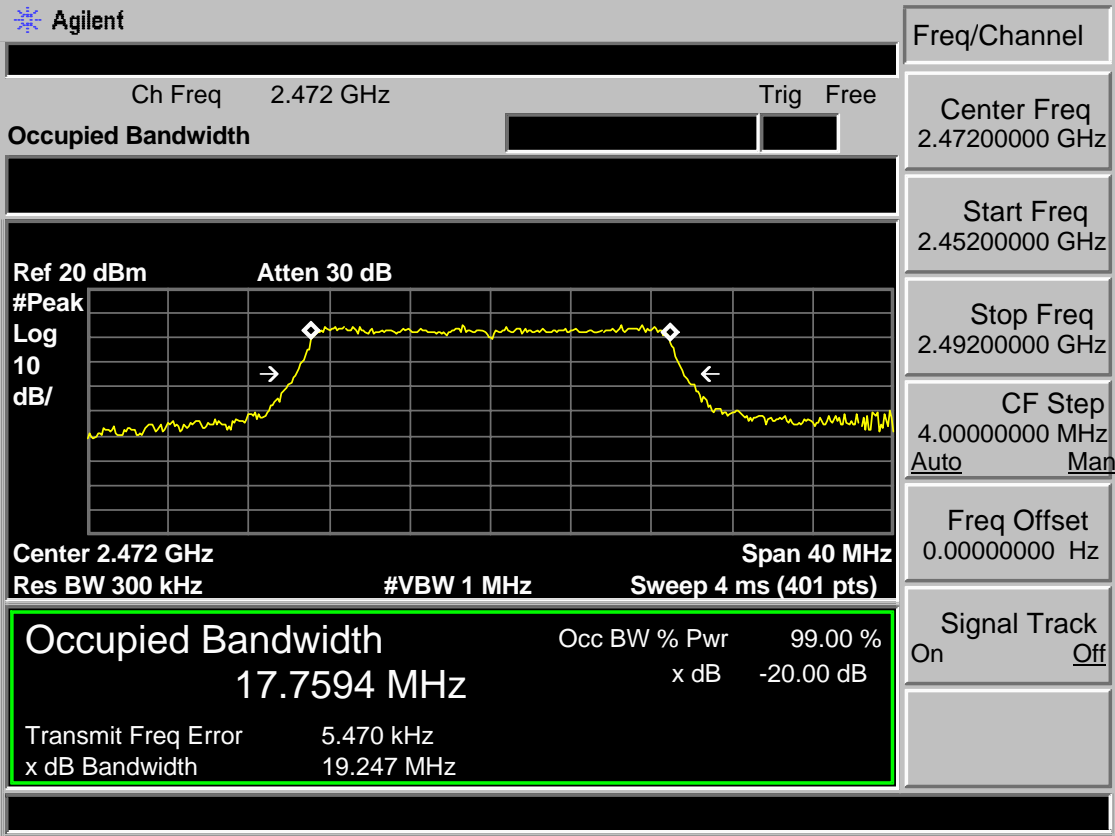 Agilent
Freq/Channel
Ch Freq 2.472 GHz Trig Free
Occupied Bandwidth
Center Freq
2.47200000 GHz
Start Freq
2.45200000 GHz
Stop Freq
2.49200000 GHz
CF Step
4.00000000 MHz
Auto Man
Freq Offset
0.00000000 Hz
Signal Track
On Off
Ref 20 dBm Atten 30 dB
#Peak
Log
10
dB/
Center 2.472 GHz Span 40 MHz
Res BW 300 kHz #VBW 1 MHz Sweep 4 ms (401 pts)
Occupied Bandwidth
17.7594 MHz
Occ BW % Pwr 99.00 %
x dB -20.00 dB
Transmit Freq Error 5.470 kHz
x dB Bandwidth 19.247 MHz